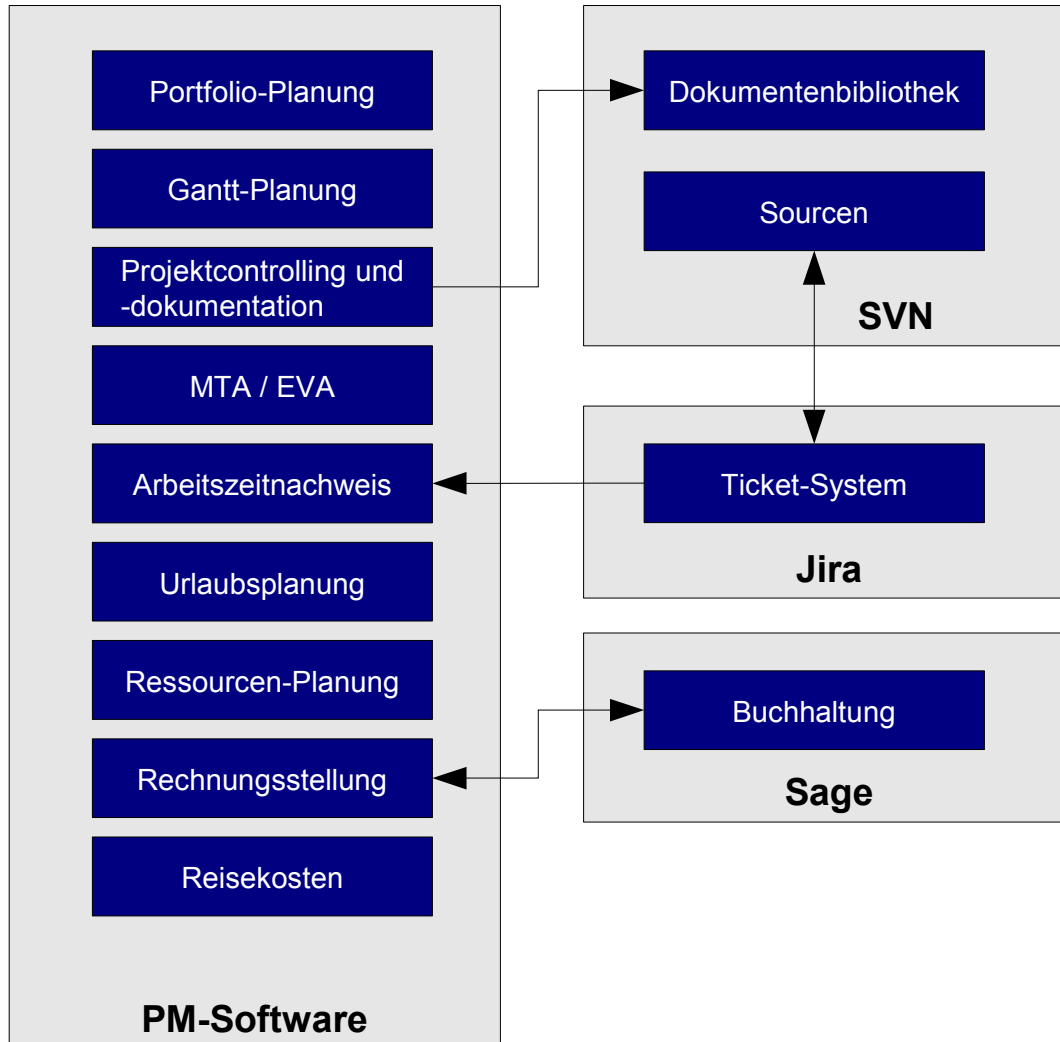 Portfolio-Planung
Gantt-Planung
Projektcontrolling und
-dokumentation
MTA / EVA
Arbeitszeitnachweis
Urlaubsplanung
Ressourcen-Planung
Rechnungsstellung
Reisekosten
PM-Software
Dokumentenbibliothek
Sourcen
SVN
Ticket-System
Jira
Buchhaltung
Sage